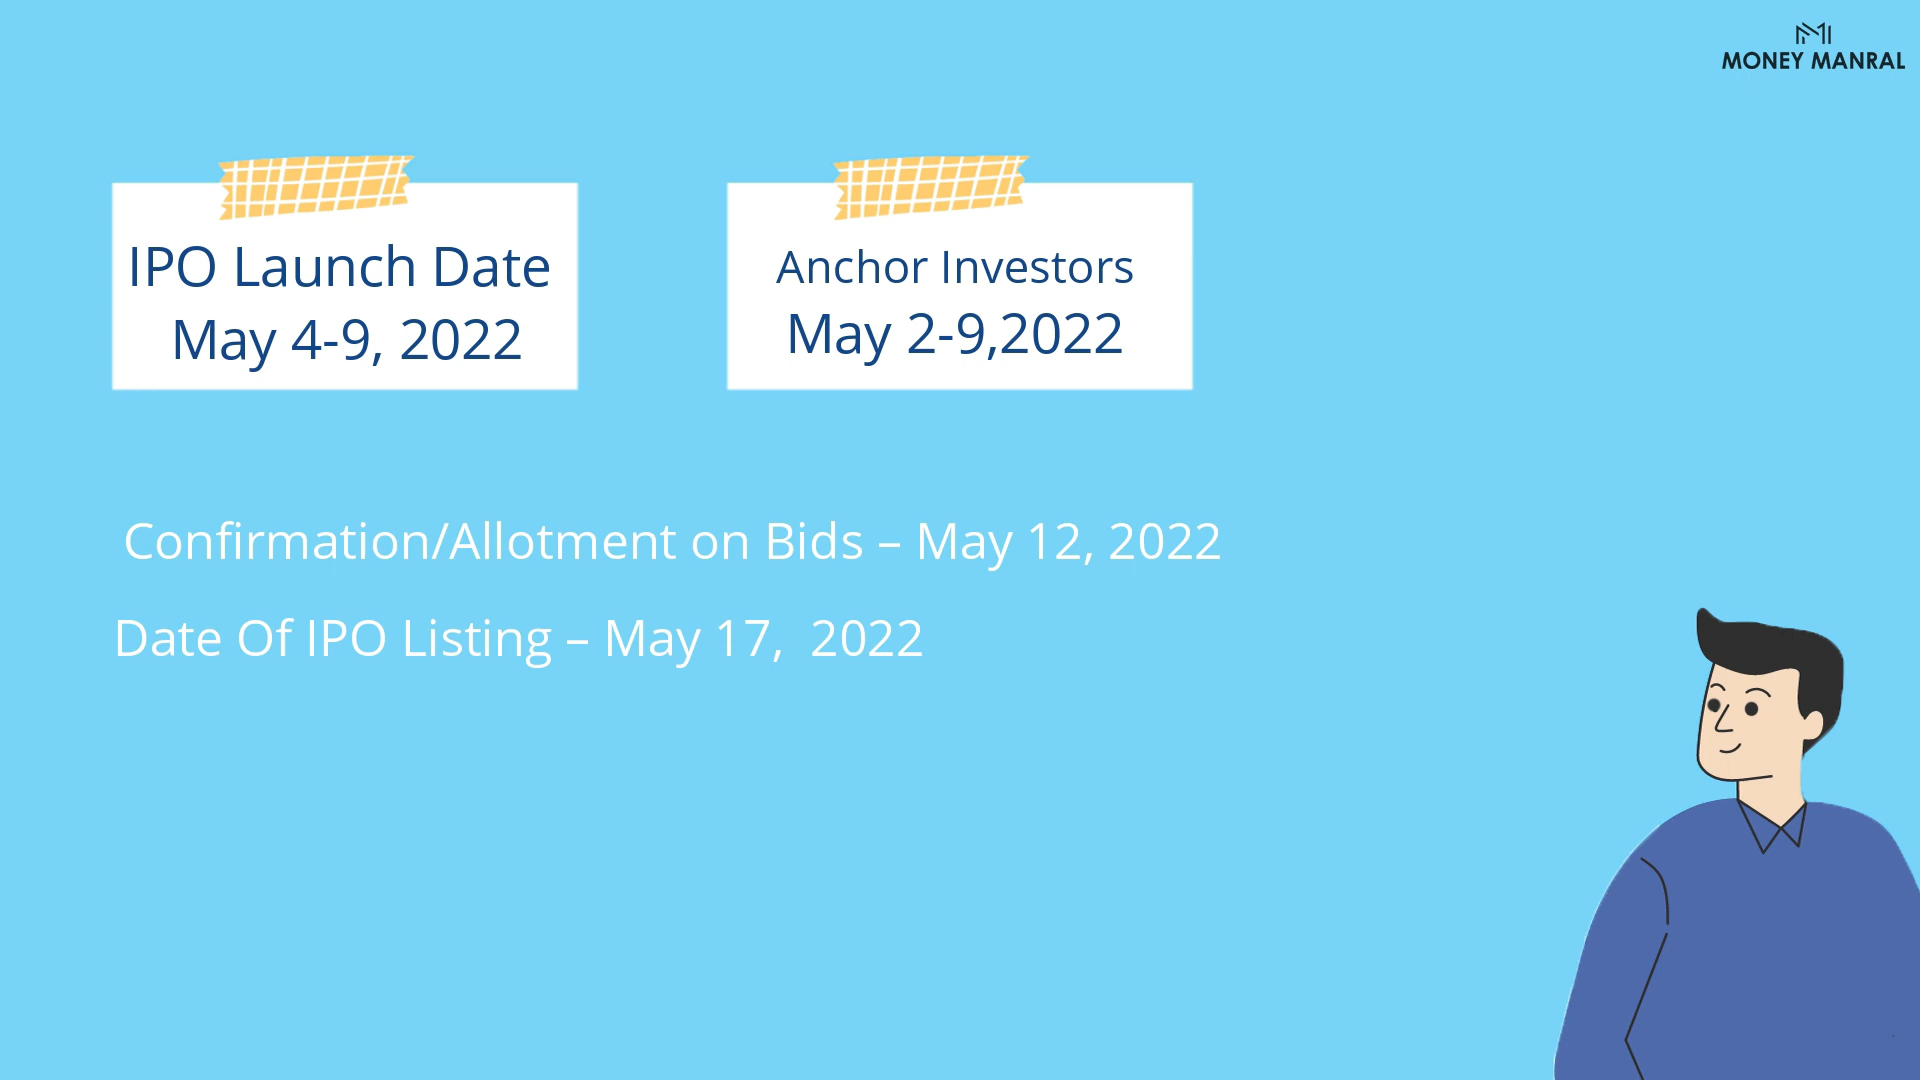 MONEY MANRAL
IPO Launch Date
May 4-9, 2022
Anchor Investors
May 2-9,2022
Confirmation/Allotment on Bids – May 12, 2022
Date Of IPO Listing – May 17,  2022